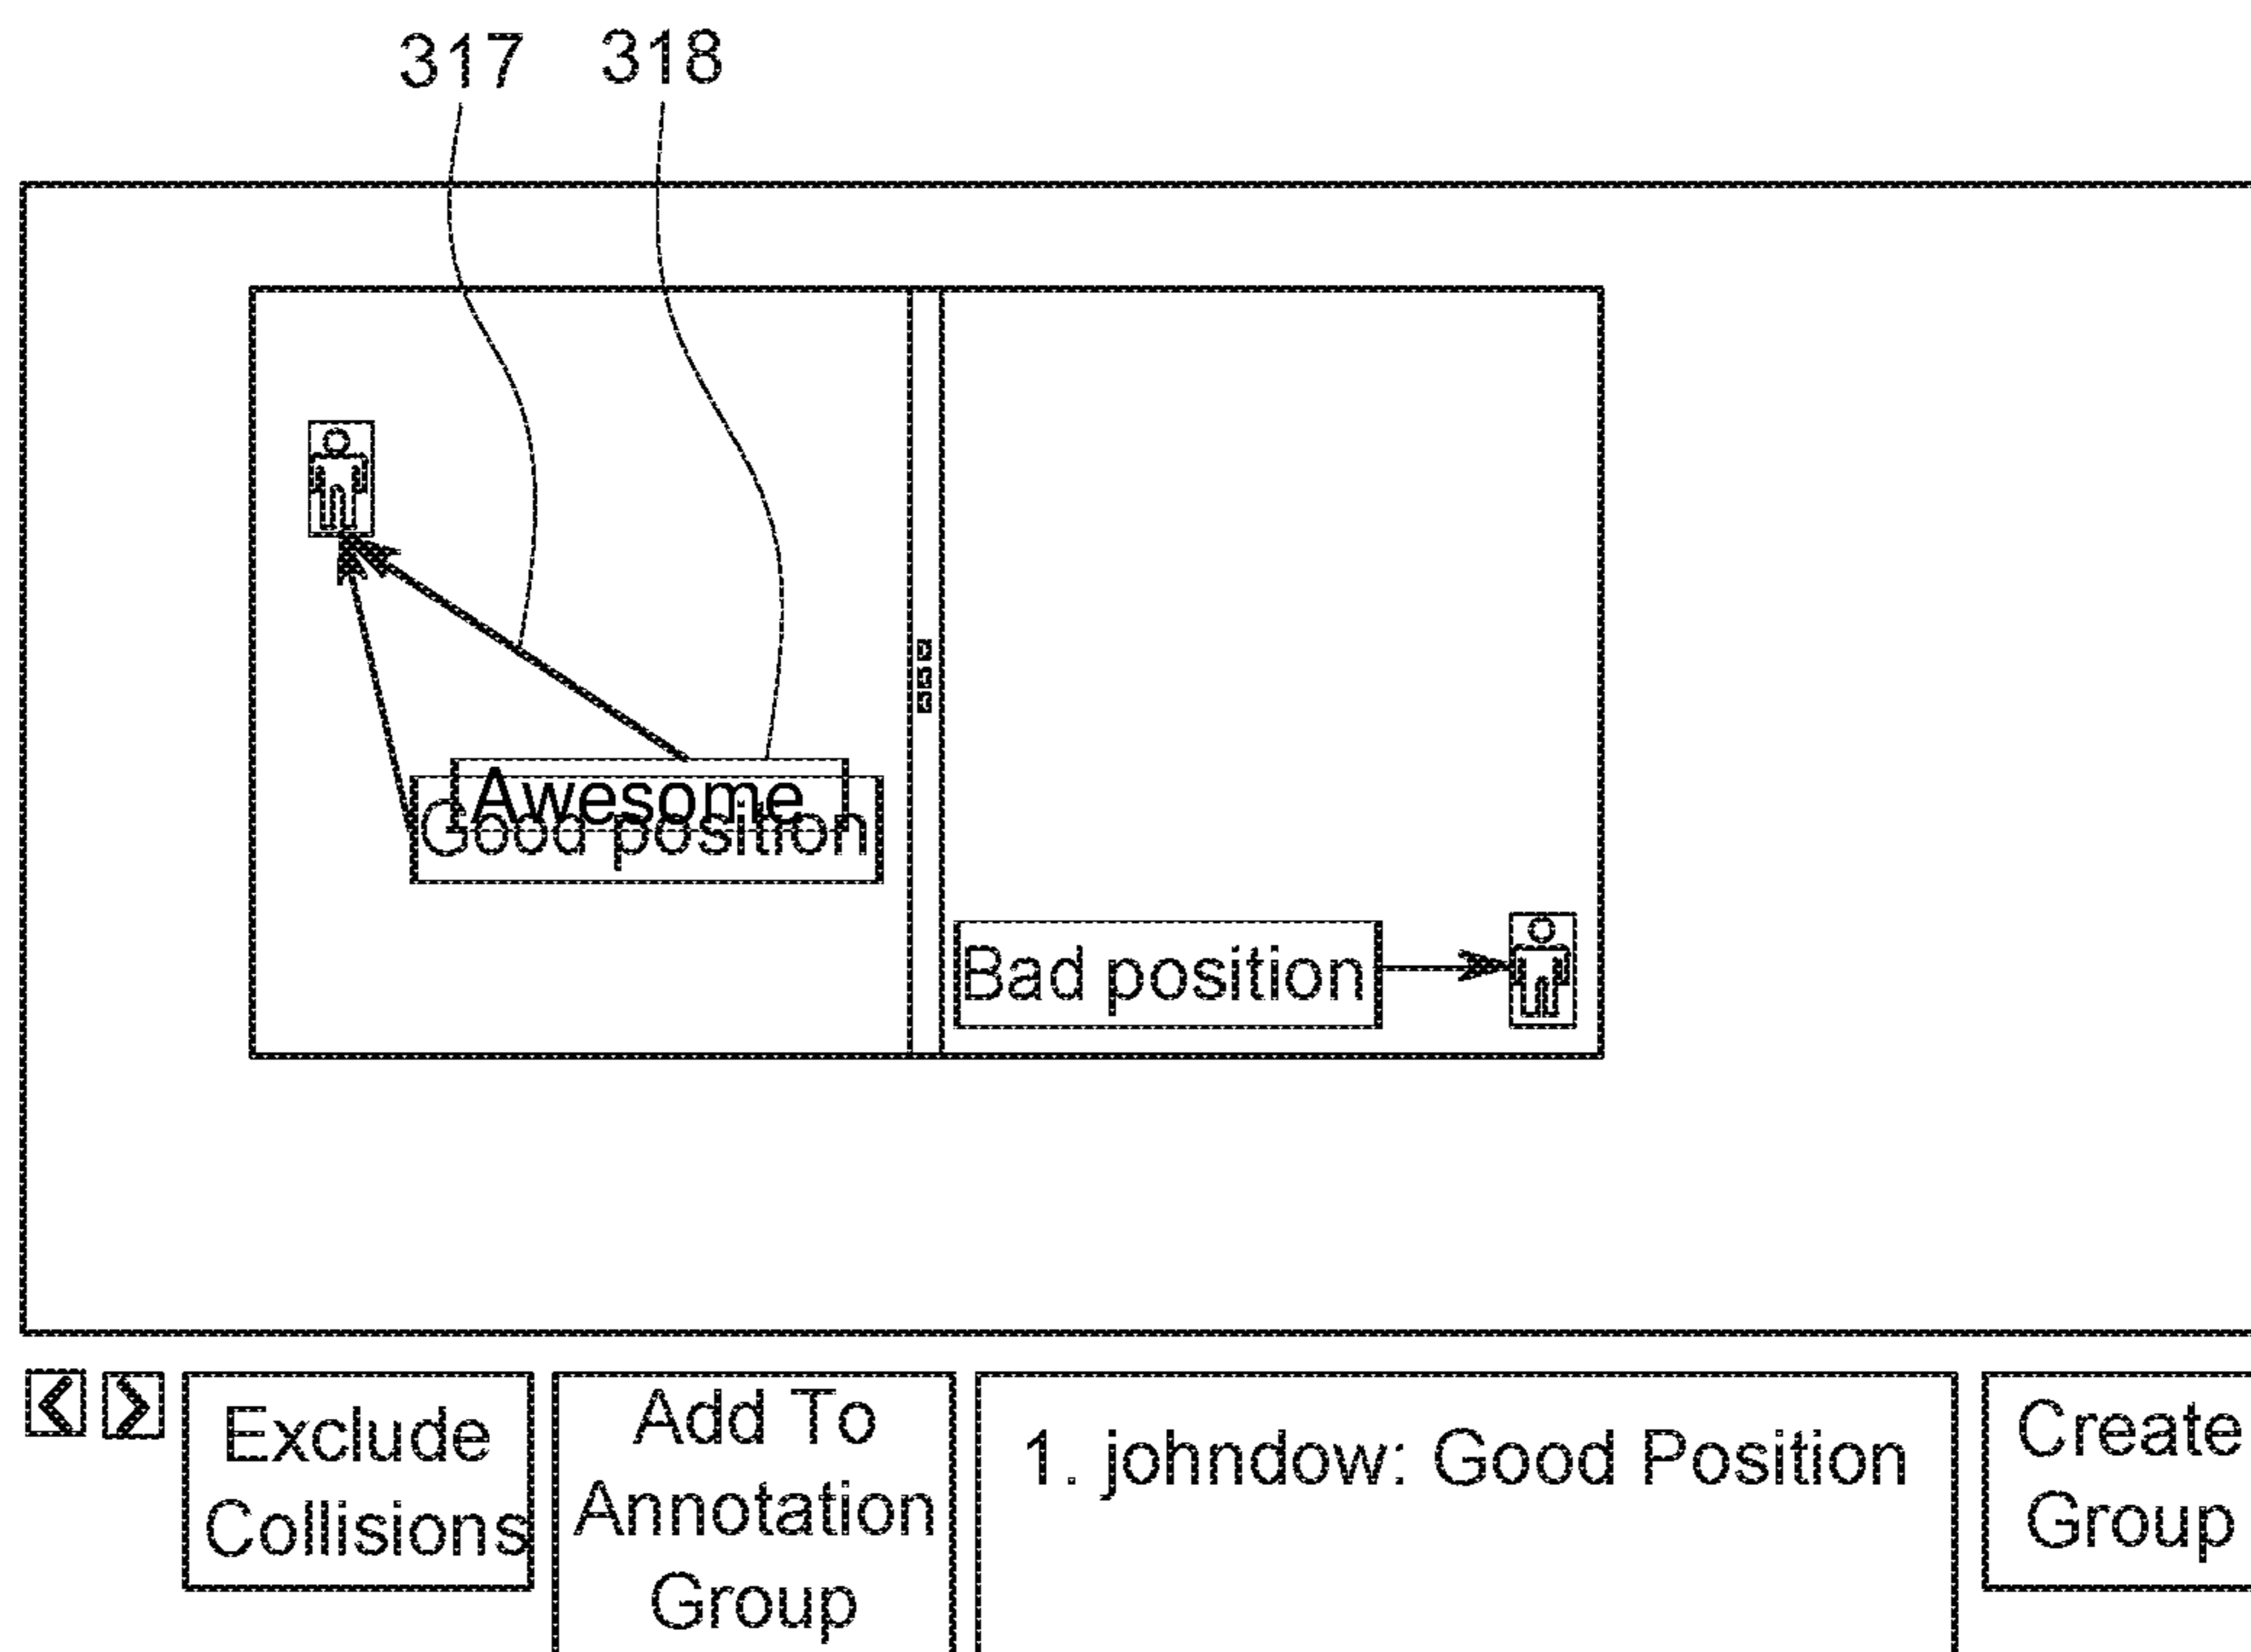 317 318
Awesome
Good position
Bad position
< >
Exclude
Collisions
Add To
Annotation
Group
1. johndow: Good Position
Create
Group